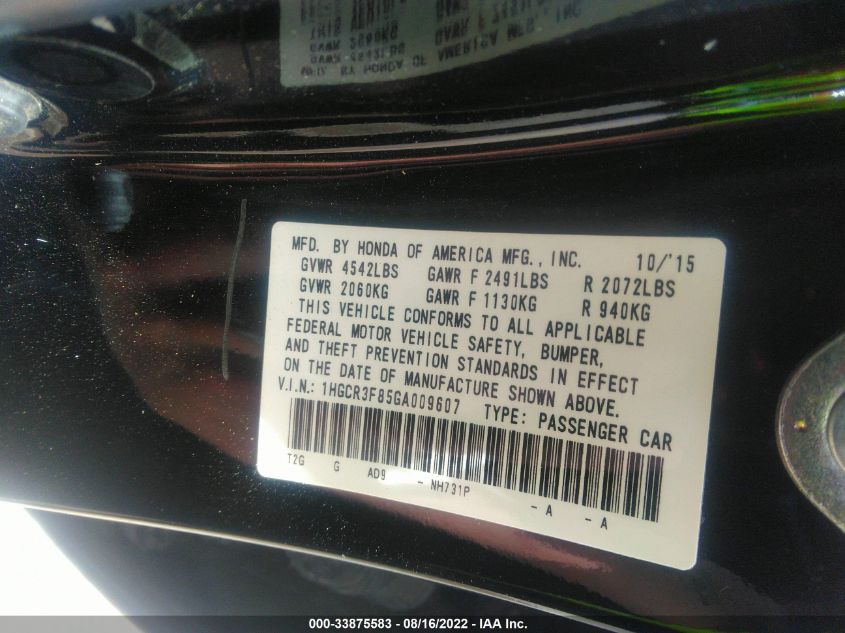 MFD. BY HONDA OF AMERICA MFG., INC. 10/'15
GVWR 4542LBS GAWR F 2491LBS R 2072LBS
GVWR 2060KG GAWR F 1130KG R 940KG
THIS VEHICLE CONFORMS TO ALL APPLICABLE
FEDERAL MOTOR VEHICLE SAFETY, BUMPER,
AND THEFT PREVENTION STANDARDS IN EFFECT
ON THE DATE OF MANUFACTURE SHOWN ABOVE.
V.I.N.: 1HGCR3F85GA009607 TYPE: PASSENGER CAR
T2G G AD9 - NH731P - A - A
000-33875583 - 08/16/2022 - IAA Inc.